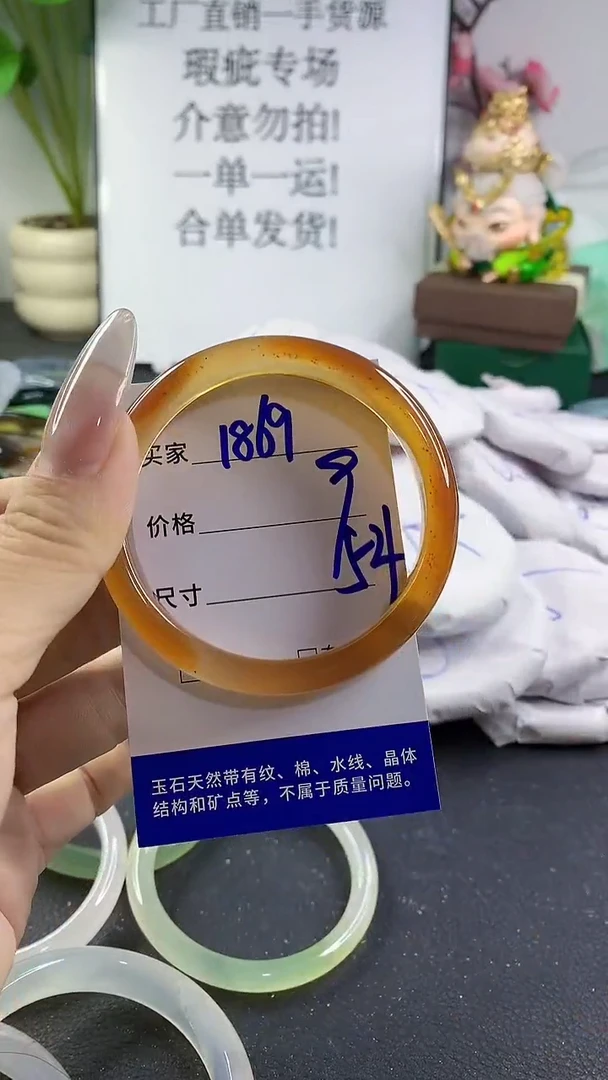 工厂直销一手货源
瑕疵专场
介意勿拍!
一单一运!
合单发货!
买家 1869
价格
尺寸 54
玉石天然带有纹、棉、水线、晶体
结构和矿点等，不属于质量问题。